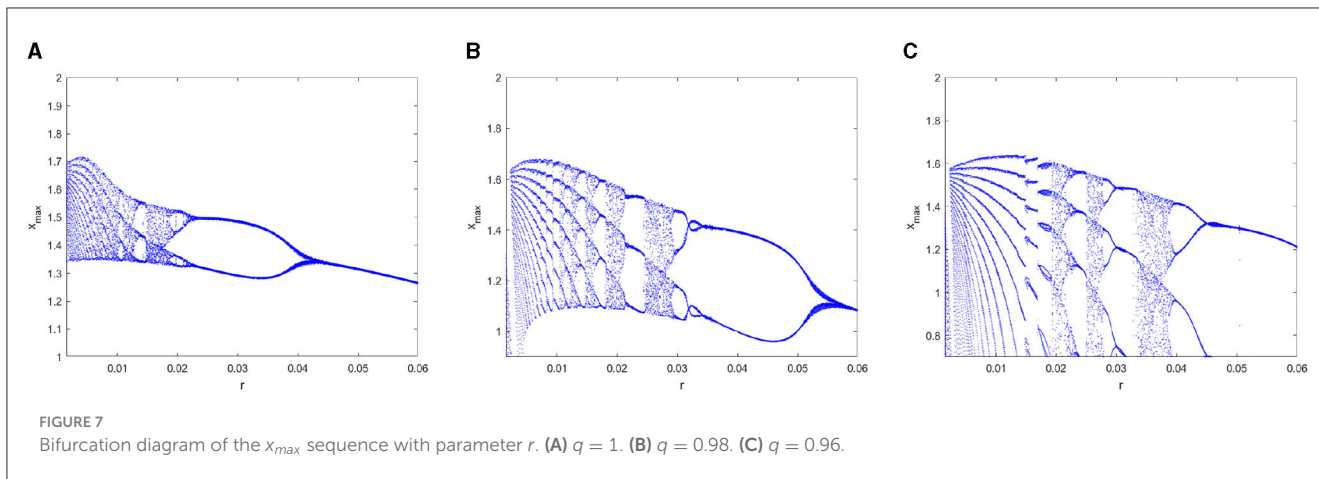 A
2
1.9
1.8
1.7
1.6
1.5
1.4
1.3
1.2
1.1
1
x_max
0.01 0.02 0.03 0.04 0.05 0.06
r
B
2
1.8
1.6
1.4
1.2
1
x_max
0.01 0.02 0.03 0.04 0.05 0.06
r
C
2
1.8
1.6
1.4
1.2
1
0.8
x_max
0.01 0.02 0.03 0.04 0.05 0.06
r
FIGURE 7
Bifurcation diagram of the x_max sequence with parameter r. (A) q = 1. (B) q = 0.98. (C) q = 0.96.